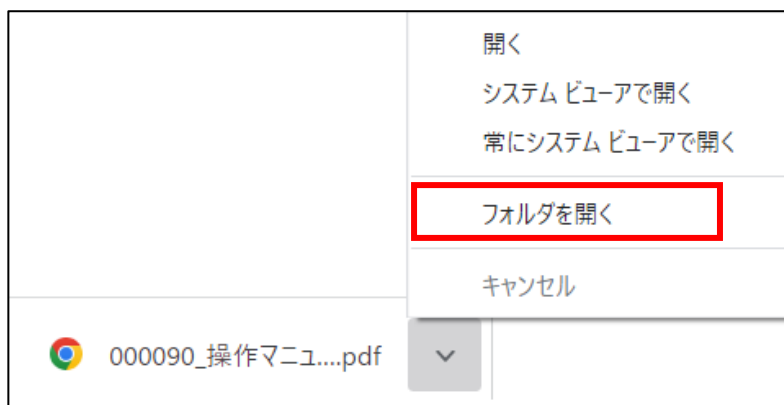 開く
システム ビューアで開く
常にシステム ビューアで開く
フォルダを開く
キャンセル
000090_操作マニュ....pdf